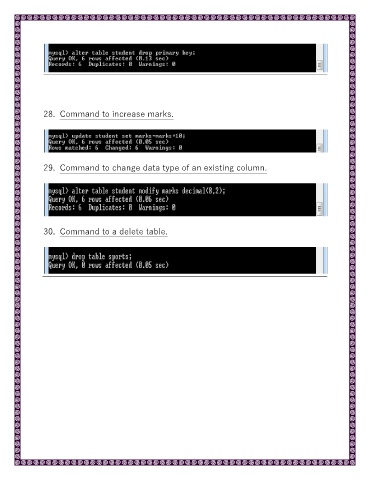 mysql> alter table student drop primary key;
Query OK, 6 rows affected (0.13 sec)
Records: 6  Duplicates: 0  Warnings: 0
28. Command to increase marks.
mysql> update student set marks=marks+10;
Query OK, 6 rows affected (0.05 sec)
Rows matched: 6  Changed: 6  Warnings: 0
29. Command to change data type of an existing column.
mysql> alter table student modify marks decimal(8,2);
Query OK, 6 rows affected (0.06 sec)
Records: 6  Duplicates: 0  Warnings: 0
30. Command to a delete table.
mysql> drop table sports;
Query OK, 0 rows affected (0.05 sec)